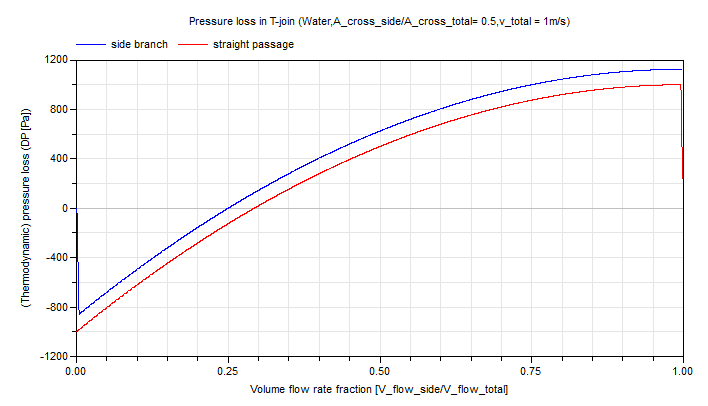 Pressure loss in T-join (Water,A_cross_side/A_cross_total= 0.5,v_total = 1m/s)
side branch straight passage
(Thermodynamic) pressure loss (DP [Pa])
1200
800
400
0
-400
-800
-1200
0.00 0.25 0.50 0.75 1.00
Volume flow rate fraction [V_flow_side/V_flow_total]